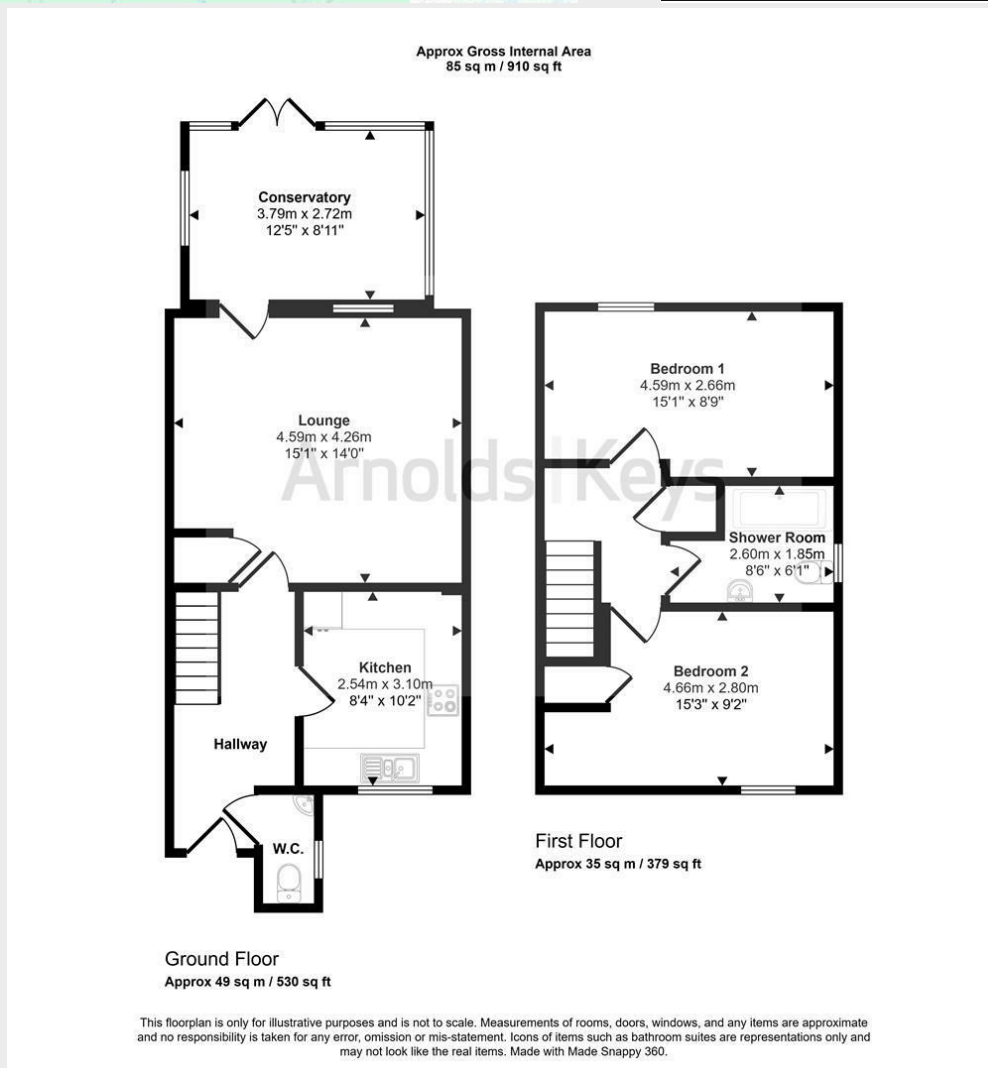 Approx Gross Internal Area
85 sq m / 910 sq ft
Conservatory
3.79m x 2.72m
12'5" x 8'11"
Lounge
4.59m x 4.26m
15'1" x 14'0"
Bedroom 1
4.59m x 2.66m
15'1" x 8'9"
Arnolds|Keys
Shower Room
2.60m x 1.85m
8'6" x 6'1"
Kitchen
2.54m x 3.10m
8'4" x 10'2"
Bedroom 2
4.66m x 2.80m
15'3" x 9'2"
Hallway
W.C.
First Floor
Approx 35 sq m / 379 sq ft
Ground Floor
Approx 49 sq m / 530 sq ft
This floorplan is only for illustrative purposes and is not to scale. Measurements of rooms, doors, windows, and any items are approximate
and no responsibility is taken for any error, omission or mis-statement. Icons of items such as bathroom suites are representations only and
may not look like the real items. Made with Made Snappy 360.